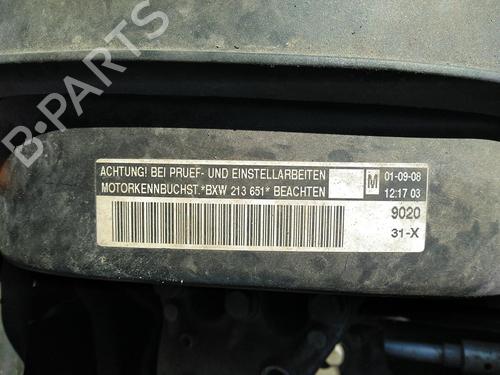 B-PARTS
ACHTUNG! BEI PRUEF- UND EINSTELLARBEITEN
MOTORKENNBUCHST.*BXW 213 651* BEACHTEN
M
01-09-08
12:17 03
9020
31-X